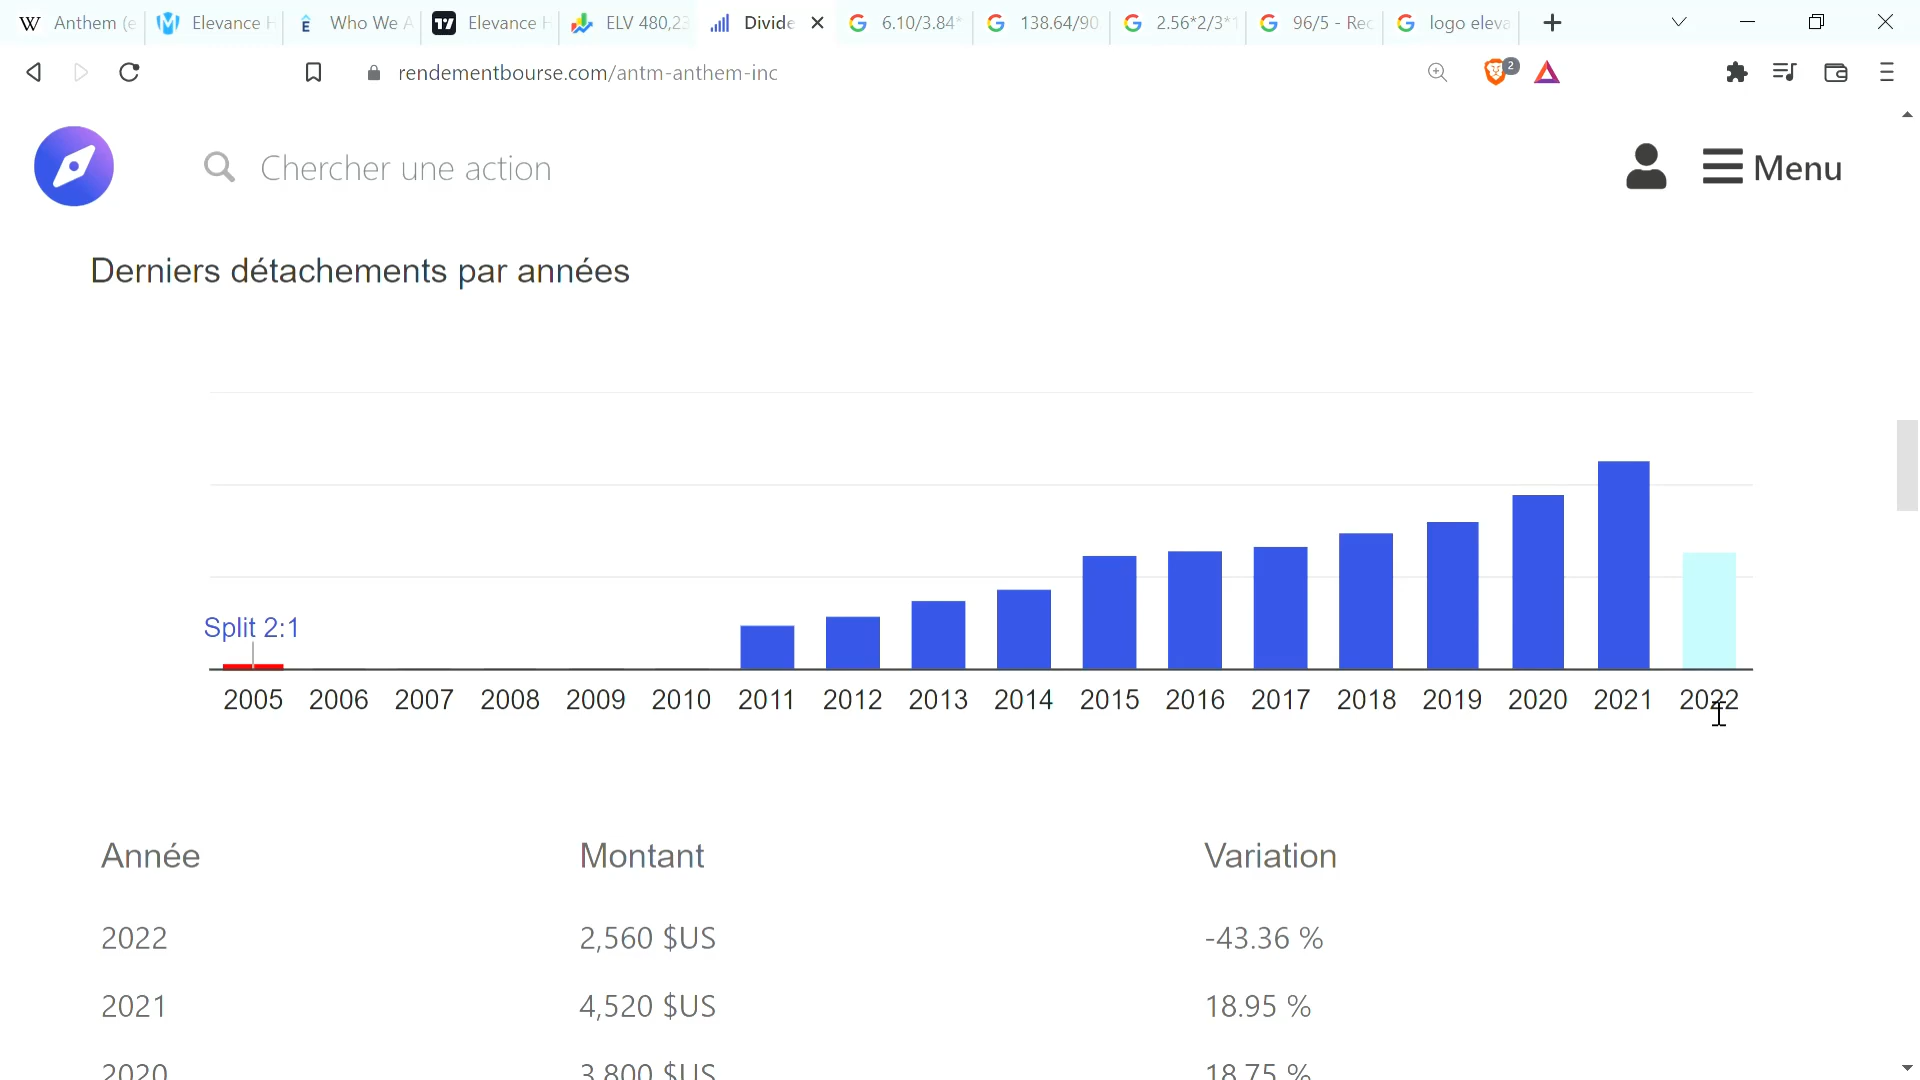 W Anthem (e
Elevance H
ê Who We A
TV Elevance H
ELV 480,23
Divide
G 6.10/3.84*
G 138.64/90
G 2.56*2/3*1
G 96/5 - Rec
G logo eleva
rendementbourse.com/antm-anthem-inc
2
Chercher une action
Menu
Derniers détachements par années
Split 2:1
2005 2006 2007 2008 2009 2010 2011 2012 2013 2014 2015 2016 2017 2018 2019 2020 2021 2022
Année Montant Variation
2022 2,560 $US -43.36 %
2021 4,520 $US 18.95 %
2020 3,800 $US 18.75 %